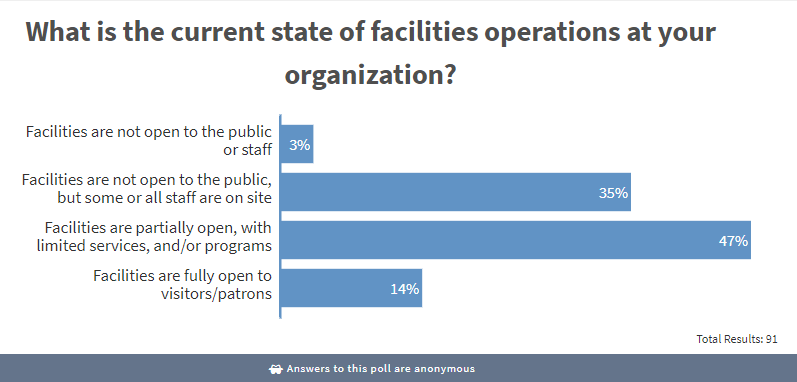 What is the current state of facilities operations at your
organization?
Facilities are not open to the public
or staff
3%
Facilities are not open to the public,
but some or all staff are on site
35%
Facilities are partially open, with
limited services, and/or programs
47%
Facilities are fully open to
visitors/patrons
14%
Total Results: 91
Answers to this poll are anonymous